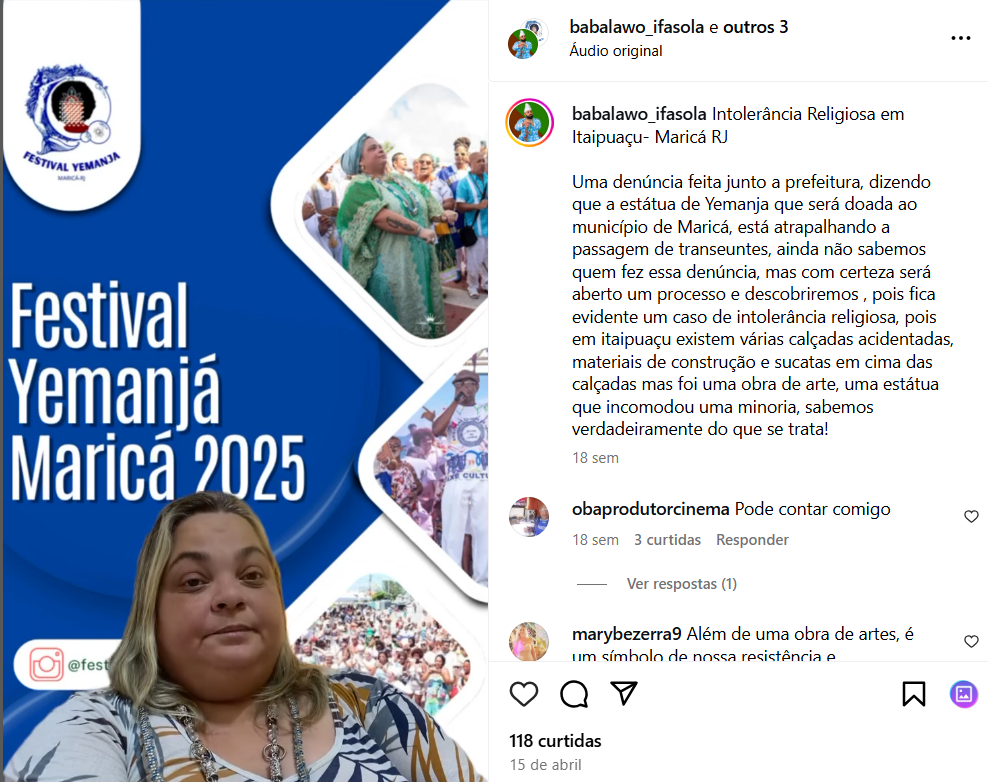 FESTIVAL YEMANJA
MARICÁ-RJ
Festival
Yemanjá
Maricá 2025
@fest
babalawo_ifasola e outros 3
Áudio original
babalawo_ifasola Intolerância Religiosa em
Itaipuaçu- Maricá RJ
Uma denúncia feita junto a prefeitura, dizendo
que a estátua de Yemanja que será doada ao
município de Maricá, está atrapalhando a
passagem de transeuntes, ainda não sabemos
quem fez essa denúncia, mas com certeza será
aberto um processo e descobriremos , pois fica
evidente um caso de intolerância religiosa, pois
em itaipuaçu existem várias calçadas acidentadas,
materiais de construção e sucatas em cima das
calçadas mas foi uma obra de arte, uma estátua
que incomodou uma minoria, sabemos
verdadeiramente do que se trata!
18 sem
obaprodutorcinema Pode contar comigo
18 sem 3 curtidas Responder
Ver respostas (1)
marybezerra9 Além de uma obra de artes, é
um símbolo de nossa resistência e
118 curtidas
15 de abril